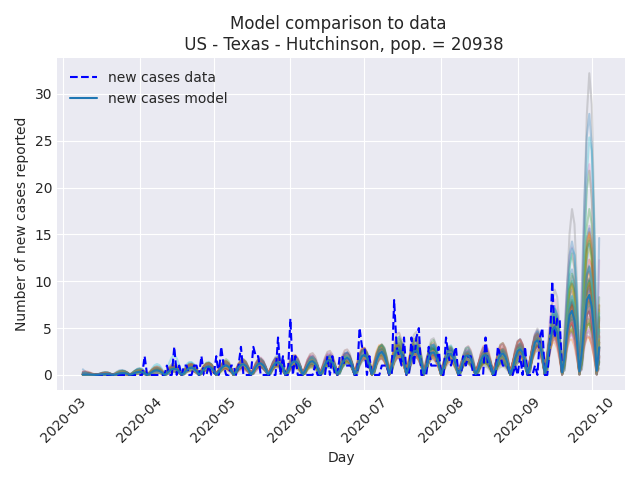 Model comparison to data
US - Texas - Hutchinson, pop. = 20938
new cases data
new cases model
Number of new cases reported
30
25
20
15
10
5
0
2020-03
2020-04
2020-05
2020-06
2020-07
2020-08
2020-09
2020-10
Day